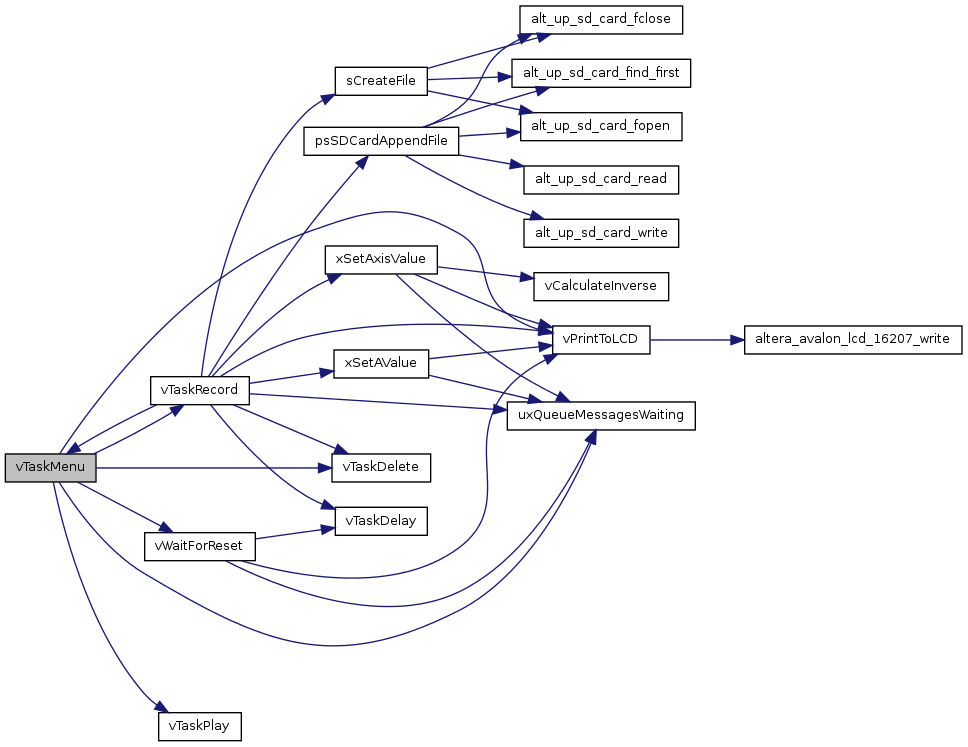 alt_up_sd_card_fclose
sCreateFile
alt_up_sd_card_find_first
alt_up_sd_card_fopen
psSDCardAppendFile
alt_up_sd_card_read
alt_up_sd_card_write
xSetAxisValue
vCalculateInverse
vPrintToLCD
altera_avalon_lcd_16207_write
xSetAValue
vTaskRecord
uxQueueMessagesWaiting
vTaskMenu
vTaskDelete
vTaskDelay
vWaitForReset
vTaskPlay